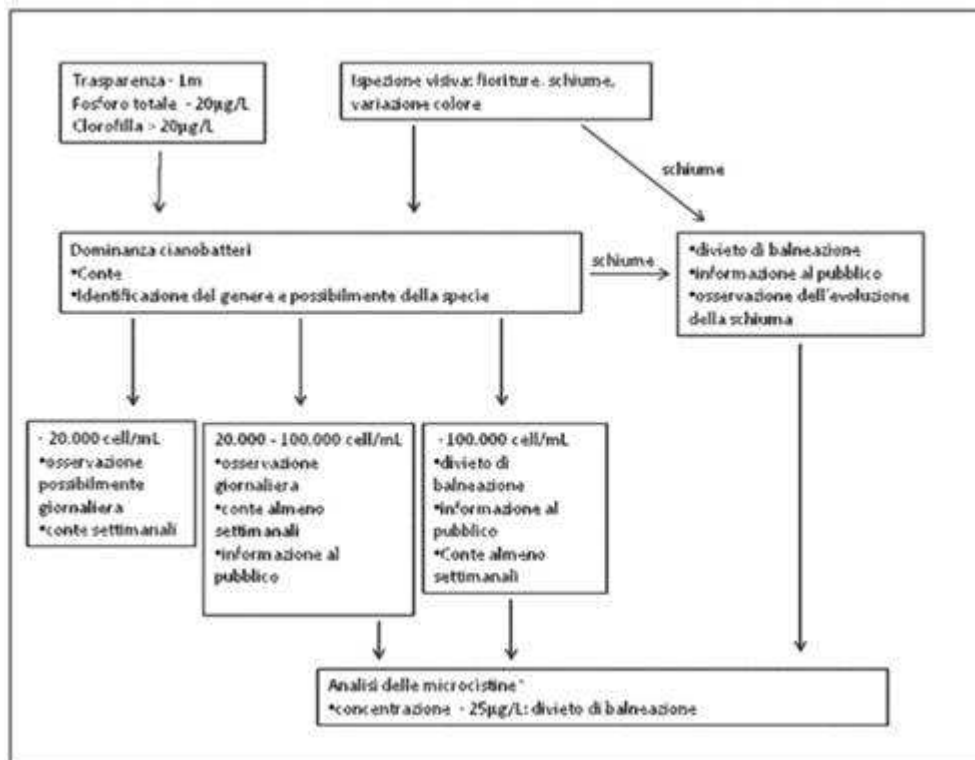 Trasparenza - 1m
Fosforo totale - 20µg/L
Clorofilla > 20µg/L
Ispezione visiva: fioriture. schiume,
variazione colore
schiume
Dominanza cianobatteri
•Conte
•Identificazione del genere e possibilmente della specie
schiume
•divieto di balneazione
•informazione al pubblico
•osservazione dell'evoluzione
della schiuma
- 20.000 cell/mL
•osservazione
possibilmente
giornaliera
•conte settimanali
20.000 - 100.000 cell/mL
•osservazione
giornaliera
•conte almeno
settimanali
•informazione al
pubblico
- 100.000 cell/mL
•divieto di
balneazione
•informazione al
pubblico
•Conte almeno
settimanali
Analisi delle microcistine*
•concentrazione - 25µg/L: divieto di balneazione